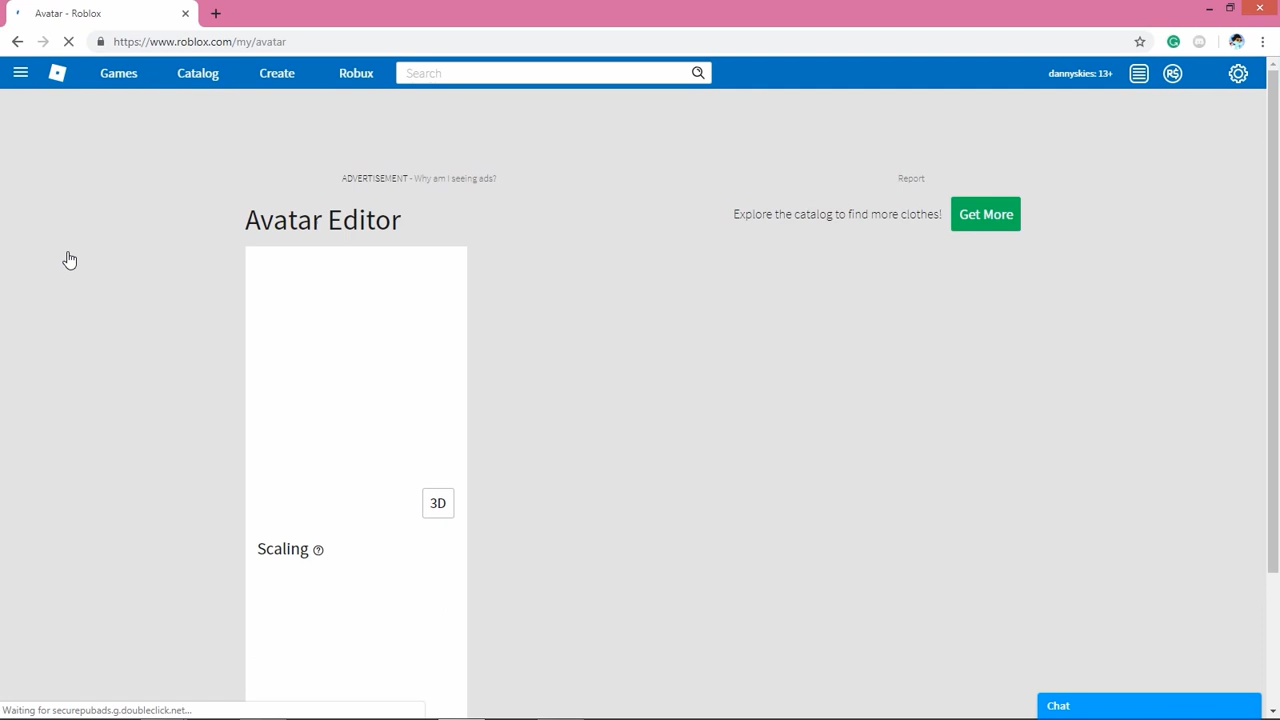 Avatar - Roblox
https://www.roblox.com/my/avatar
Games
Catalog
Create
Robux
Search
dannyskies: 13+
R$
ADVERTISEMENT - Why am I seeing ads?
Report
Avatar Editor
Explore the catalog to find more clothes!
Get More
3D
Scaling
Waiting for securepubads.g.doubleclick.net...
Chat